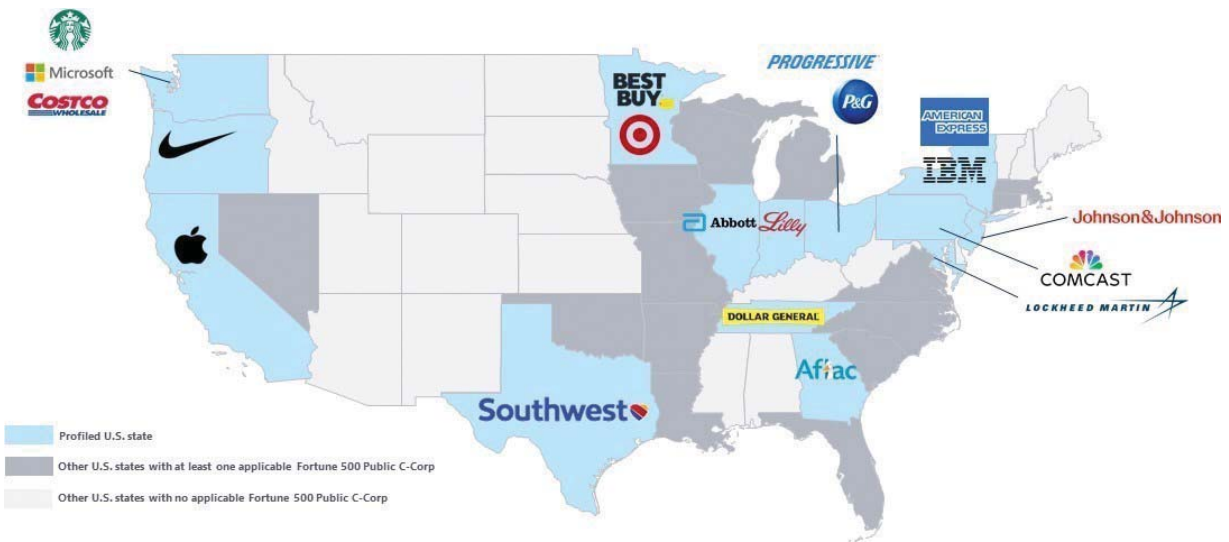 Microsoft
COSTCO
WHOLESALE
BEST
BUY
PROGRESSIVE
P&G
AMERICAN
EXPRESS
IBM
Abbott
Lilly
Johnson&Johnson
COMCAST
LOCKHEED MARTIN
DOLLAR GENERAL
Aflac
Southwest
Profiled U.S. state
Other U.S. states with at least one applicable Fortune 500 Public C-Corp
Other U.S. states with no applicable Fortune 500 Public C-Corp